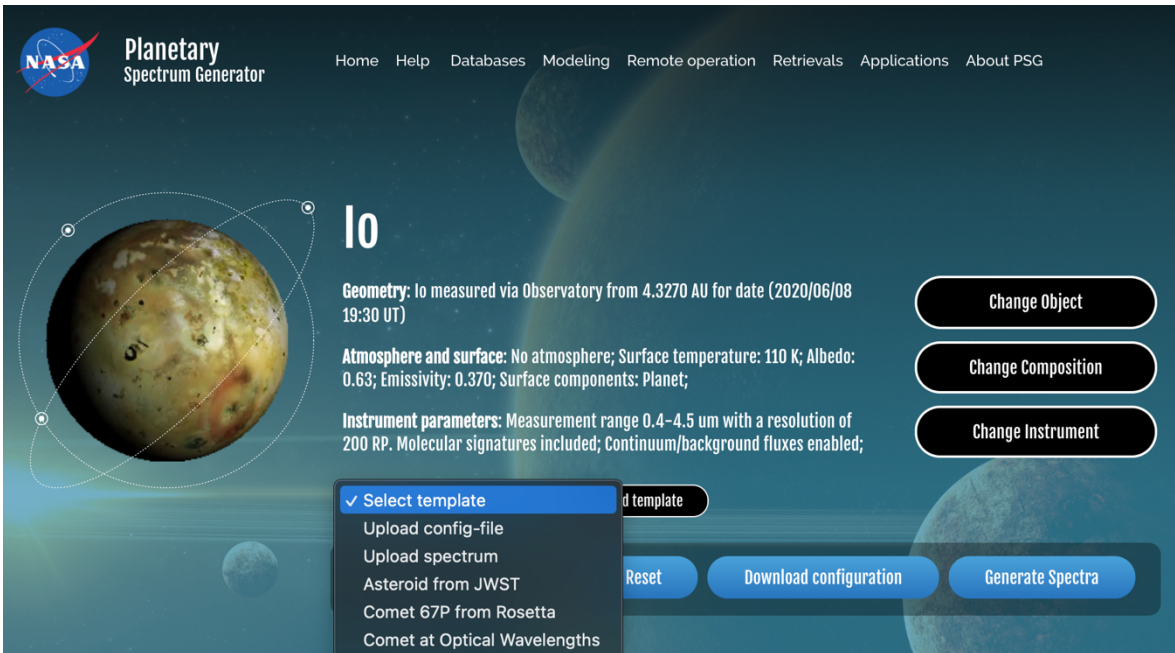 NASA
Planetary
Spectrum Generator
Home Help Databases Modeling Remote operation Retrievals Applications About PSG
Io
Geometry: Io measured via Observatory from 4.3270 AU for date (2020/06/08
19:30 UT)
Change Object
Atmosphere and surface: No atmosphere; Surface temperature: 110 K; Albedo:
0.63; Emissivity: 0.370; Surface components: Planet;
Change Composition
Instrument parameters: Measurement range 0.4-4.5 um with a resolution of
200 RP. Molecular signatures included; Continuum/background fluxes enabled;
Change Instrument
✓ Select template
d template
Upload config-file
Upload spectrum
Asteroid from JWST
Comet 67P from Rosetta
Comet at Optical Wavelengths
Reset
Download configuration
Generate Spectra